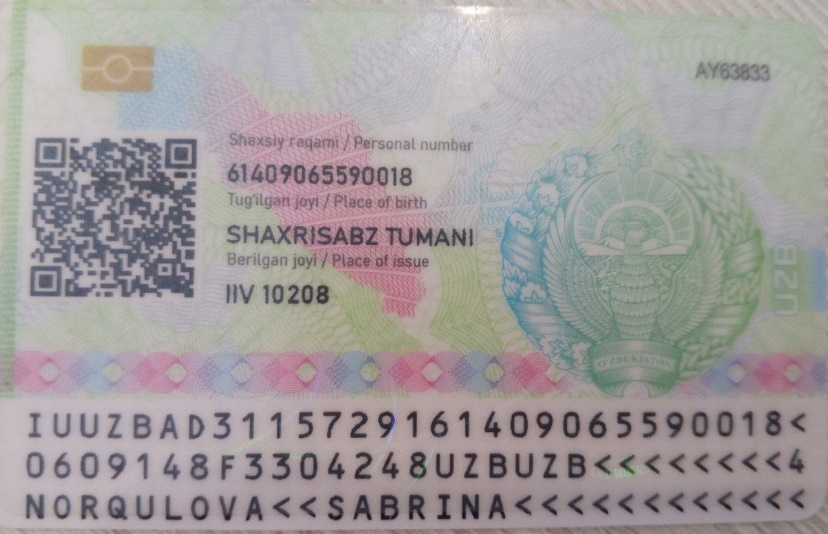 AY63833
Shaxsiy raqami / Personal number
61409065590018
Tug'ilgan joyi / Place of birth
SHAXRISABZ TUMANI
Berilgan joyi / Place of issue
IIV 10208
UZB
O'ZBEKISTON
IUUZBAD3115729161409065590018<
0609148F3304248UZBUZB<<<<<<<<4
NORQULOVA<<SABRINA<<<<<<<<<<<<